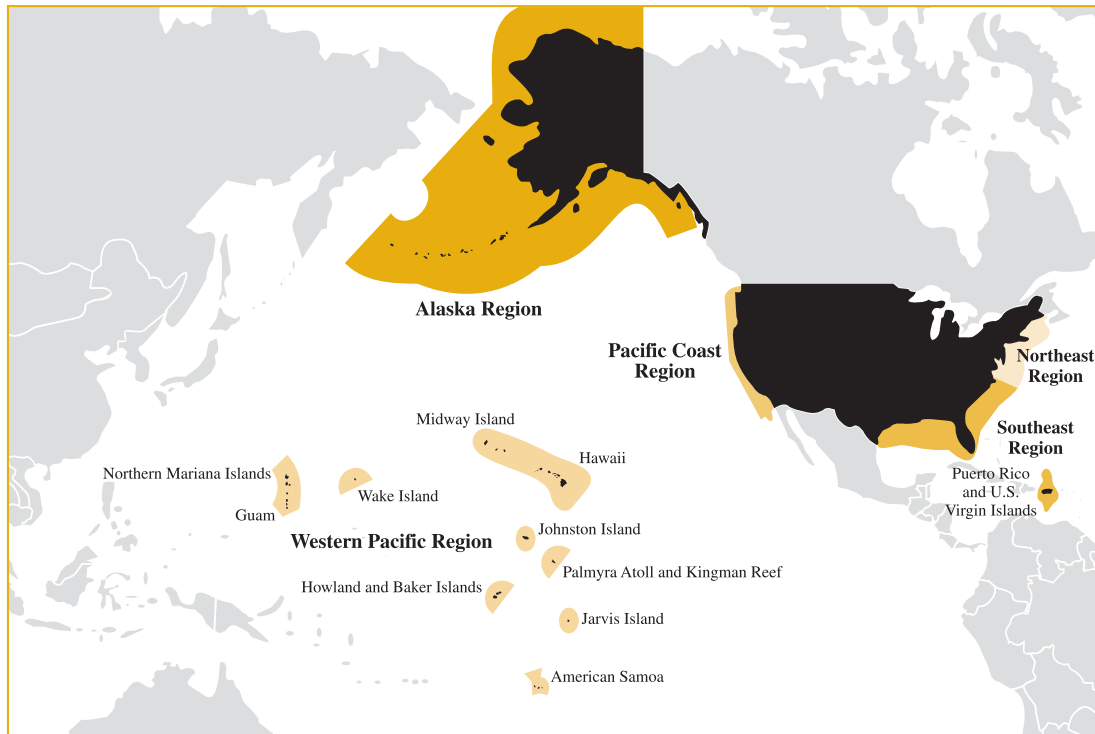 Alaska Region
Pacific Coast
Region
Northeast
Region
Midway Island
Southeast
Region
Hawaii
Northern Mariana Islands
Wake Island
Puerto Rico
and U.S.
Virgin Islands
Guam
Johnston Island
Western Pacific Region
Palmyra Atoll and Kingman Reef
Howland and Baker Islands
Jarvis Island
American Samoa